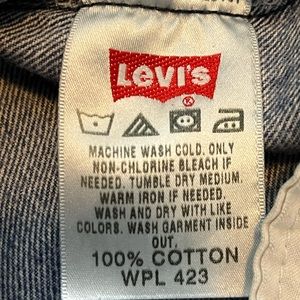 LEVI'S
®
MACHINE WASH COLD. ONLY
NON-CHLORINE BLEACH IF
NEEDED. TUMBLE DRY MEDIUM.
WARM IRON IF NEEDED.
WASH AND DRY WITH LIKE
COLORS. WASH GARMENT INSIDE
OUT.
100% COTTON
WPL 423